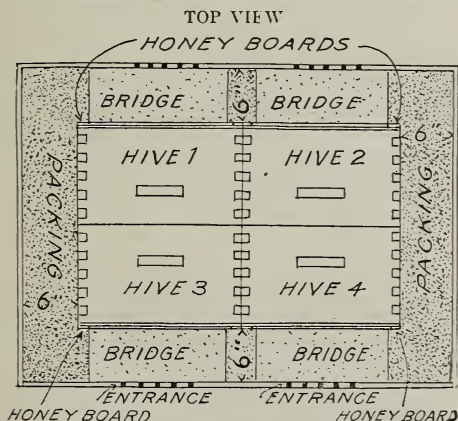 TOP VIEW
HONEY BOARDS
BRIDGE BRIDGE
6"
HIVE 1 HIVE 2
6"
PACKING PACKING
HIVE 3 HIVE 4
6"
BRIDGE 6" BRIDGE
ENTRANCE ENTRANCE
HONEY BOARD HONEY BOARD